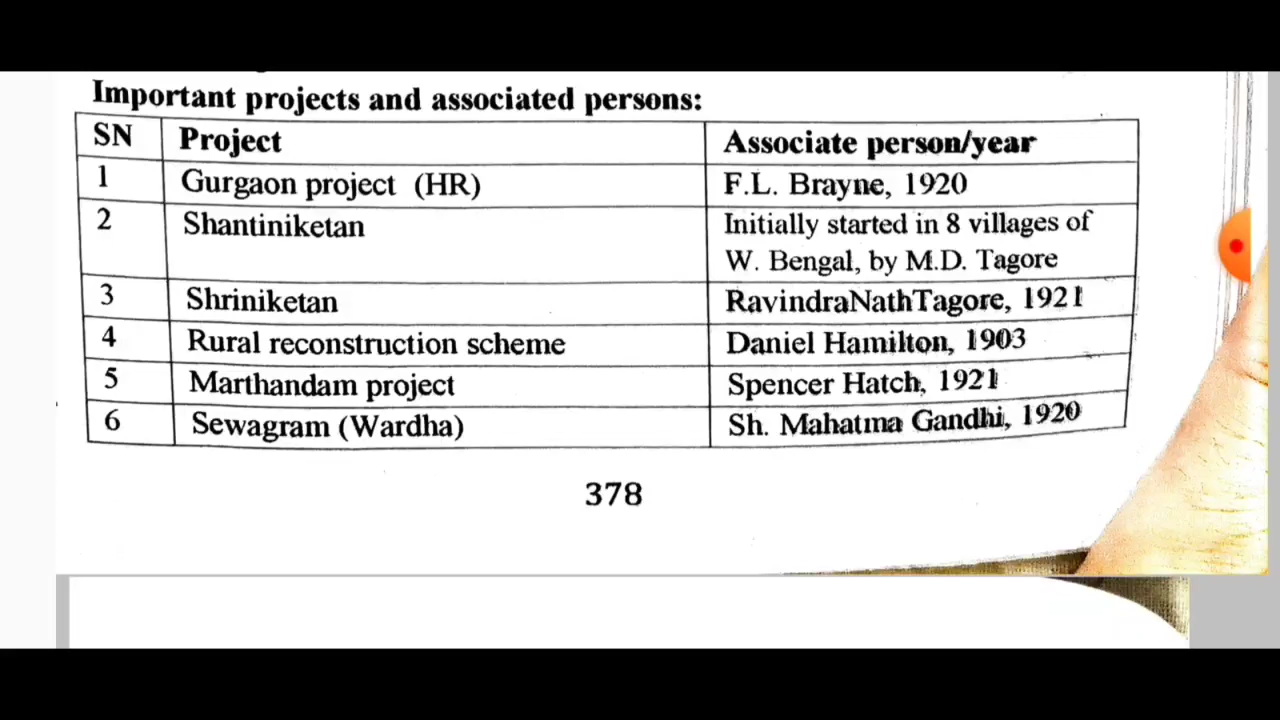 Important projects and associated persons:
SN Project Associate person/year
1 Gurgaon project (HR) F.L. Brayne, 1920
2 Shantiniketan Initially started in 8 villages of
W. Bengal, by M.D. Tagore
3 Shriniketan RavindraNathTagore, 1921
4 Rural reconstruction scheme Daniel Hamilton, 1903
5 Marthandam project Spencer Hatch, 1921
6 Sewagram (Wardha) Sh. Mahatma Gandhi, 1920
378